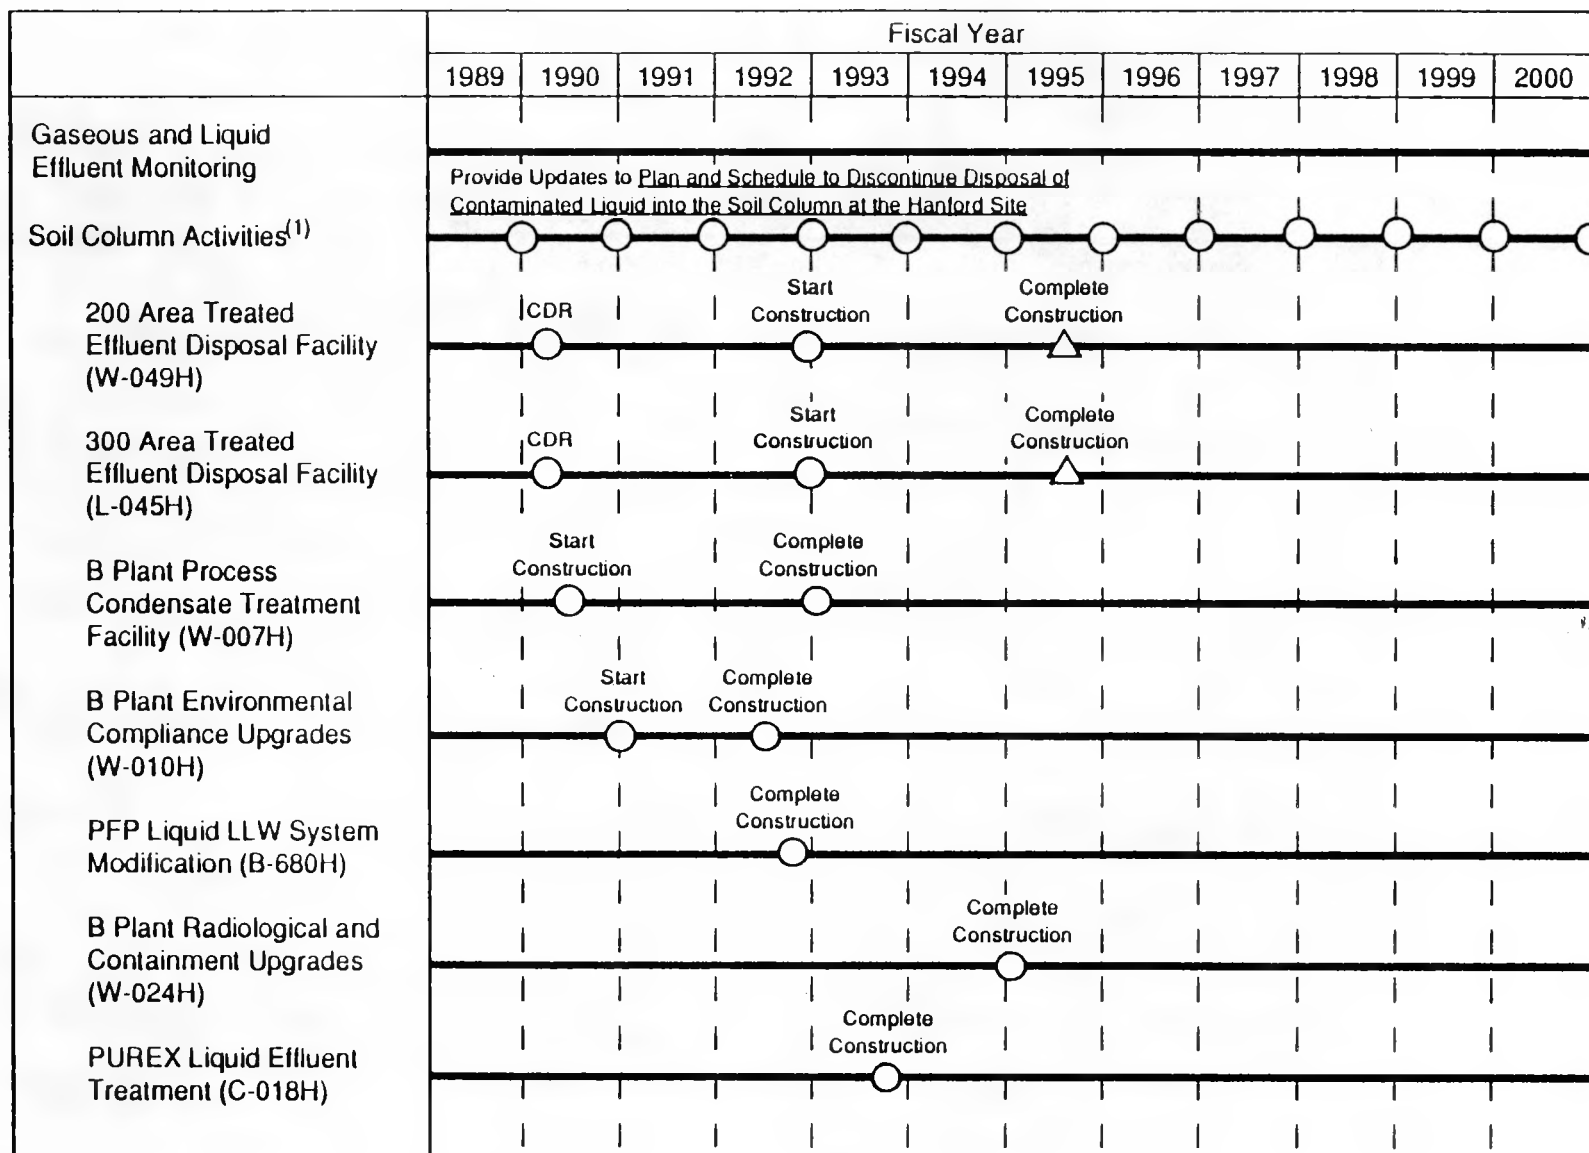 Fiscal Year
1989 1990 1991 1992 1993 1994 1995 1996 1997 1998 1999 2000
Gaseous and Liquid
Effluent Monitoring
Provide Updates to Plan and Schedule to Discontinue Disposal of
Contaminated Liquid into the Soil Column at the Hanford Site
Soil Column Activities(1)
200 Area Treated
Effluent Disposal Facility
(W-049H)
CDR
Start
Construction
Complete
Construction
300 Area Treated
Effluent Disposal Facility
(L-045H)
CDR
Start
Construction
Complete
Construction
B Plant Process
Condensate Treatment
Facility (W-007H)
Start
Construction
Complete
Construction
B Plant Environmental
Compliance Upgrades
(W-010H)
Start
Construction
Complete
Construction
PFP Liquid LLW System
Modification (B-680H)
Complete
Construction
B Plant Radiological and
Containment Upgrades
(W-024H)
Complete
Construction
PUREX Liquid Effluent
Treatment (C-018H)
Complete
Construction